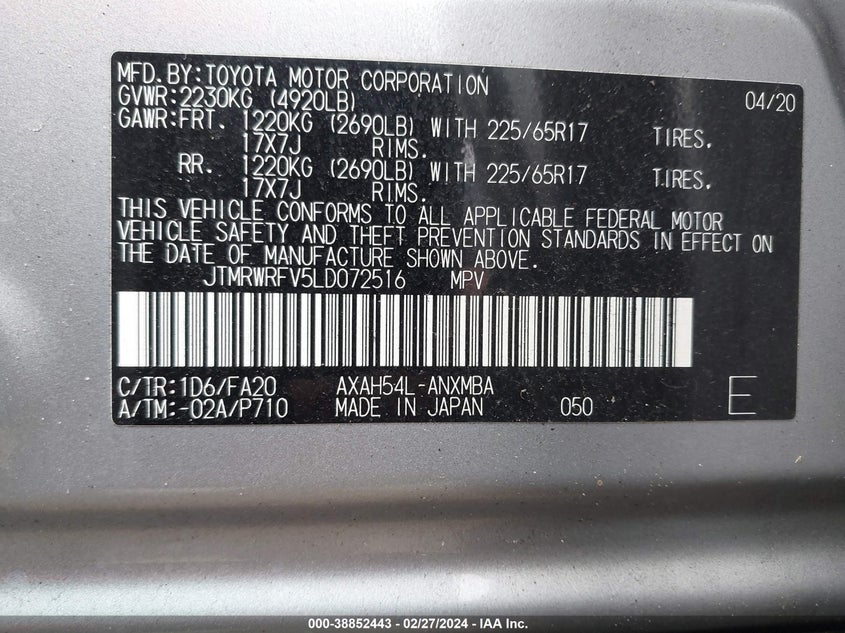 MFD.BY:TOYOTA MOTOR CORPORATION 04/20
GVWR:2230KG (4920LB)
GAWR:FRT. 1220KG (2690LB) WITH 225/65R17 TIRES.
17X7J RIMS.
RR. 1220KG (2690LB) WITH 225/65R17 TIRES.
17X7J RIMS.
THIS VEHICLE CONFORMS TO ALL APPLICABLE FEDERAL MOTOR
VEHICLE SAFETY AND THEFT PREVENTION STANDARDS IN EFFECT ON
THE DATE OF MANUFACTURE SHOWN ABOVE.
JTMRWRFV5LD072516 MPV
C/TR:1D6/FA20 AXAH54L-ANXMBA
A/TM:-02A/P710 MADE IN JAPAN 050 E
000-38852443 - 02/27/2024 - IAA Inc.